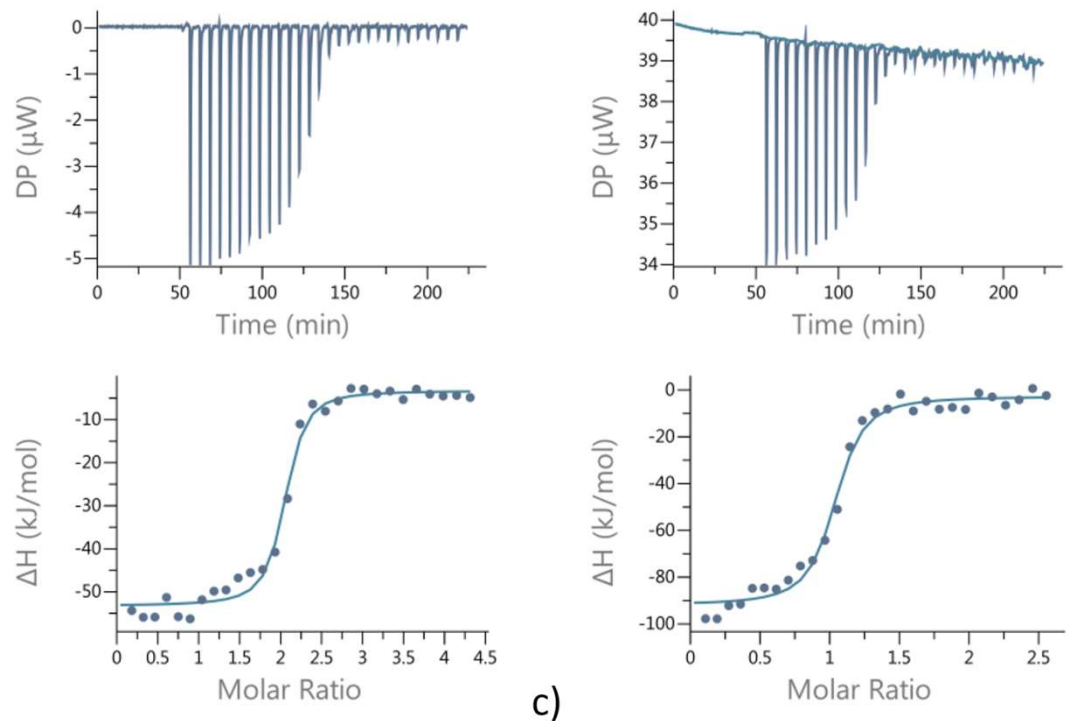 DP (µW)
0
-1
-2
-3
-4
-5
0 50 100 150 200
Time (min)
DP (µW)
40
39
38
37
36
35
34
0 50 100 150 200
Time (min)
ΔH (kJ/mol)
-10
-20
-30
-40
-50
0 0.5 1 1.5 2 2.5 3 3.5 4 4.5
Molar Ratio
ΔH (kJ/mol)
0
-20
-40
-60
-80
-100
0 0.5 1 1.5 2 2.5
Molar Ratio
c)